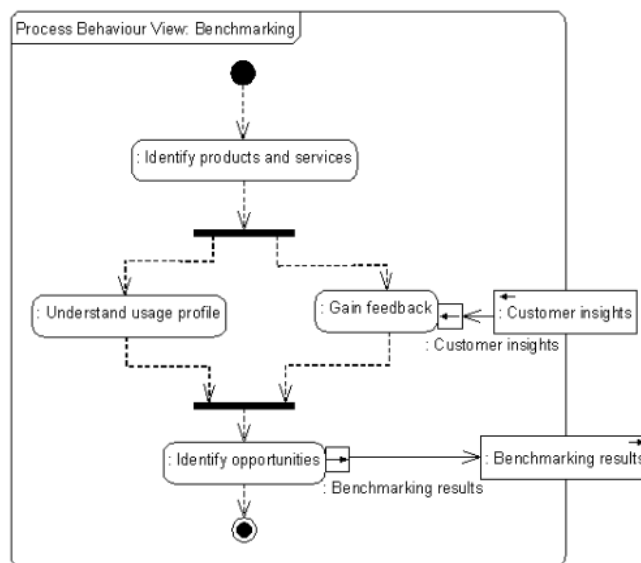 Process Behaviour View: Benchmarking
: Identify products and services
: Understand usage profile
: Gain feedback
: Customer insights
: Customer insights
: Identify opportunities
: Benchmarking results
: Benchmarking results